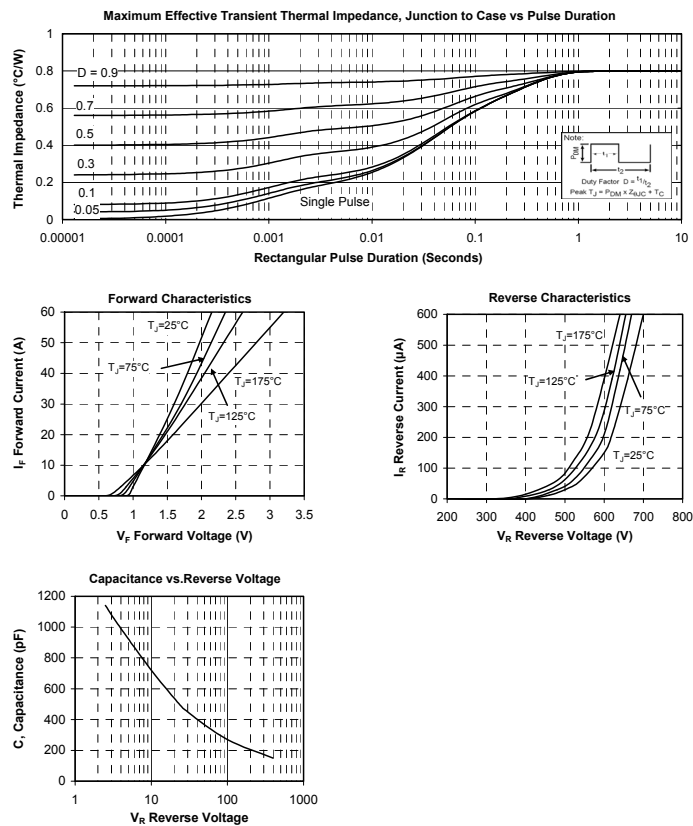 Maximum Effective Transient Thermal Impedance, Junction to Case vs Pulse Duration
Thermal Impedance (°C/W)
1
0.8
0.6
0.4
0.2
0
D = 0.9
0.7
0.5
0.3
0.1
0.05
Single Pulse
Note:
PDM
t1
t2
Duty Factor D = t1/t2
Peak TJ = PDM x ZθJC + TC
0.00001 0.0001 0.001 0.01 0.1 1 10
Rectangular Pulse Duration (Seconds)
Forward Characteristics
IF Forward Current (A)
60
50
40
30
20
10
0
TJ=25°C
TJ=75°C
TJ=175°C
TJ=125°C
0 0.5 1 1.5 2 2.5 3 3.5
VF Forward Voltage (V)
Reverse Characteristics
IR Reverse Current (µA)
600
500
400
300
200
100
0
TJ=175°C
TJ=125°C
TJ=75°C
TJ=25°C
200 300 400 500 600 700 800
VR Reverse Voltage (V)
Capacitance vs.Reverse Voltage
C, Capacitance (pF)
1200
1000
800
600
400
200
0
1 10 100 1000
VR Reverse Voltage